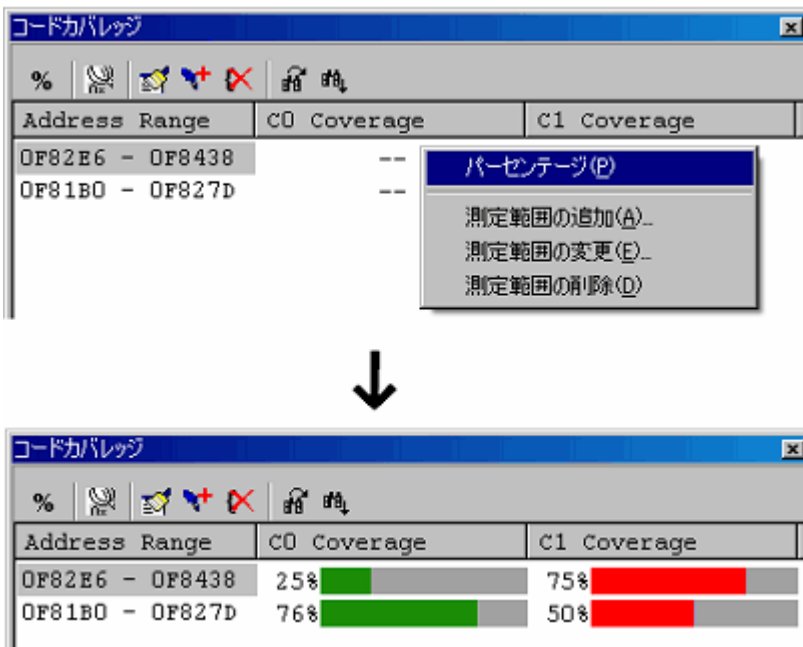 コードカバレッジ
%
Address Range C0 Coverage C1 Coverage
0F82E6 - 0F8438 --
0F81B0 - 0F827D --
パーセンテージ(P)
測定範囲の追加(A)...
測定範囲の変更(E)...
測定範囲の削除(D)
コードカバレッジ
%
Address Range C0 Coverage C1 Coverage
0F82E6 - 0F8438 25% 75%
0F81B0 - 0F827D 76% 50%